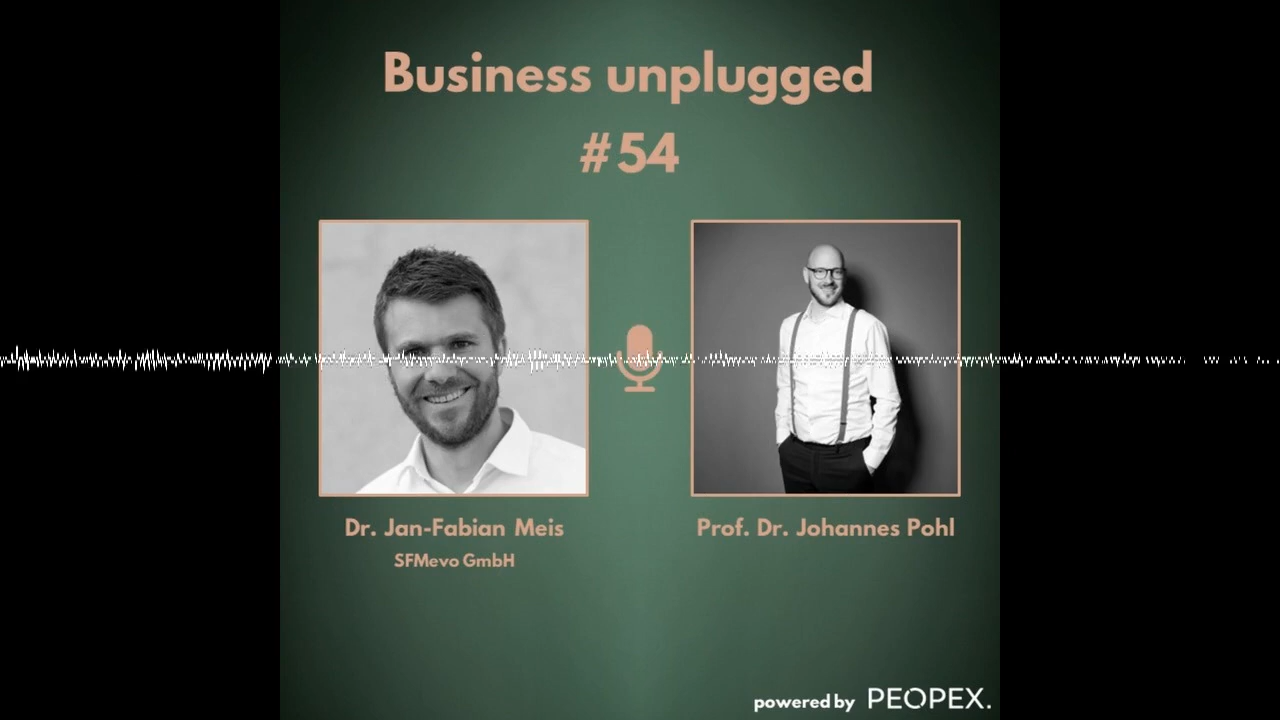 Business unplugged
#54
Dr. Jan-Fabian Meis
SFMevo GmbH
Prof. Dr. Johannes Pohl
powered by PEOPEX.